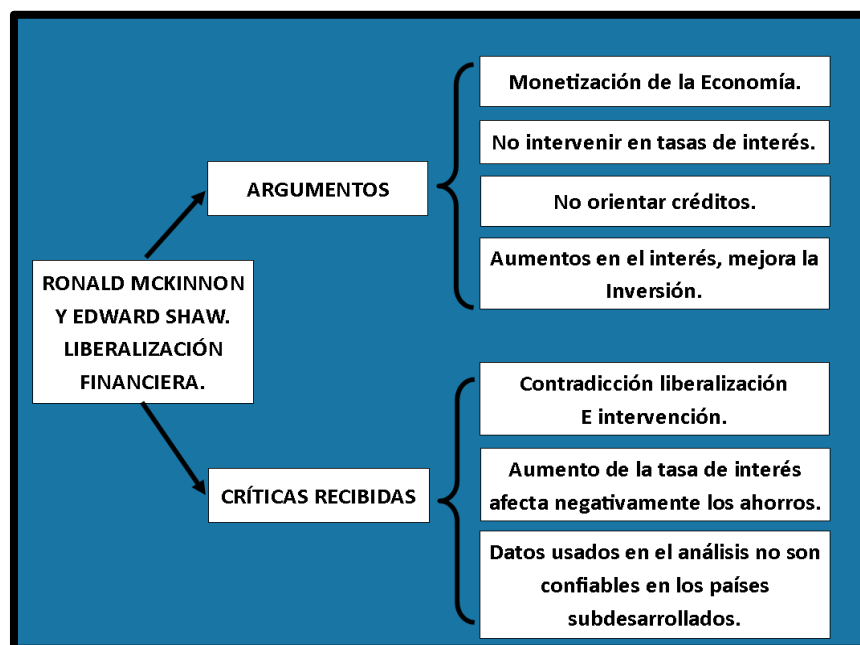 RONALD MCKINNON
Y EDWARD SHAW.
LIBERALIZACIÓN
FINANCIERA.
ARGUMENTOS
Monetización de la Economía.
No intervenir en tasas de interés.
No orientar créditos.
Aumentos en el interés, mejora la
Inversión.
CRÍTICAS RECIBIDAS
Contradicción liberalización
E intervención.
Aumento de la tasa de interés
afecta negativamente los ahorros.
Datos usados en el análisis no son
confiables en los países
subdesarrollados.